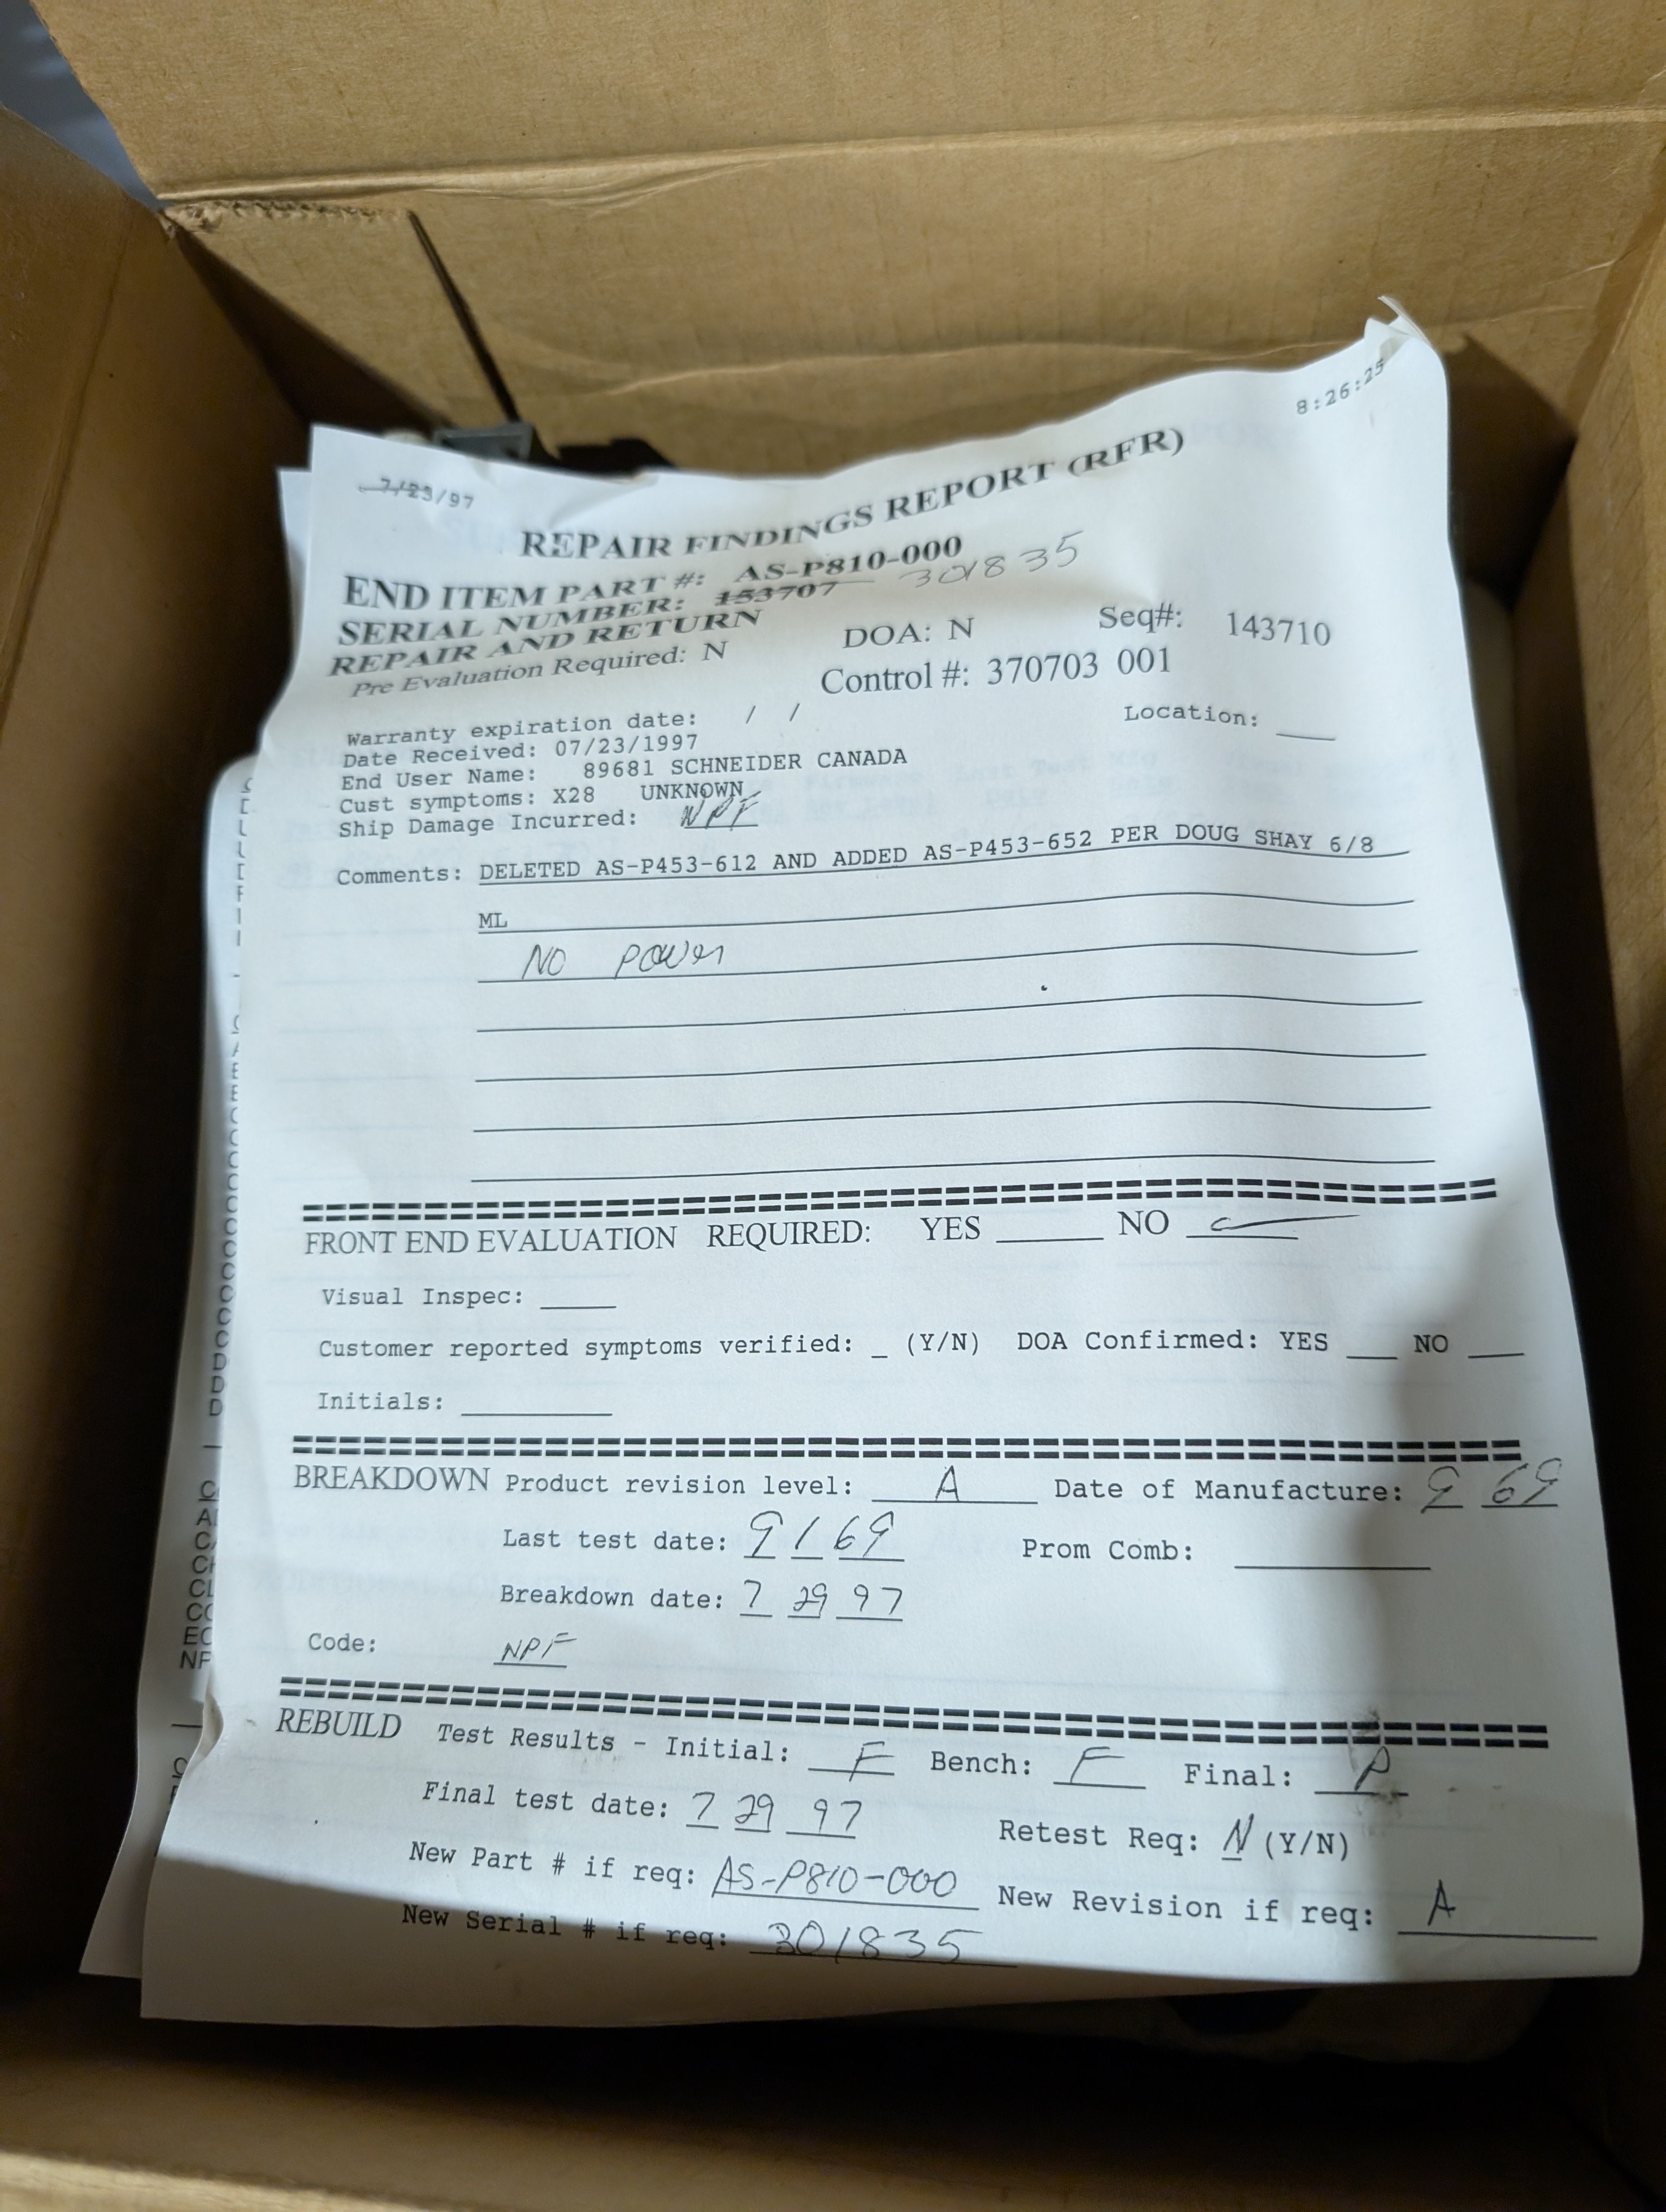 7/23/97
8:26:25
REPAIR FINDINGS REPORT (RFR)
END ITEM PART #: AS-P810-000
SERIAL NUMBER: 153707 301835
REPAIR AND RETURN DOA: N Seq#: 143710
Pre Evaluation Required: N Control #: 370703 001
Warranty expiration date: / / Location:
Date Received: 07/23/1997
End User Name: 89681 SCHNEIDER CANADA
Cust symptoms: X28 UNKNOWN
Ship Damage Incurred: NPF
Comments: DELETED AS-P453-612 AND ADDED AS-P453-652 PER DOUG SHAY 6/8
ML
NO POWER
FRONT END EVALUATION REQUIRED: YES NO
Visual Inspec:
Customer reported symptoms verified: _ (Y/N) DOA Confirmed: YES NO
Initials:
BREAKDOWN Product revision level: A Date of Manufacture: 9 69
Last test date: 9 / 69 Prom Comb:
Breakdown date: 7 29 97
Code: NPF
REBUILD Test Results - Initial: F Bench: F Final: P
Final test date: 7 29 97 Retest Req: N (Y/N)
New Part # if req: AS-P810-000 New Revision if req: A
New Serial # if req: 301835